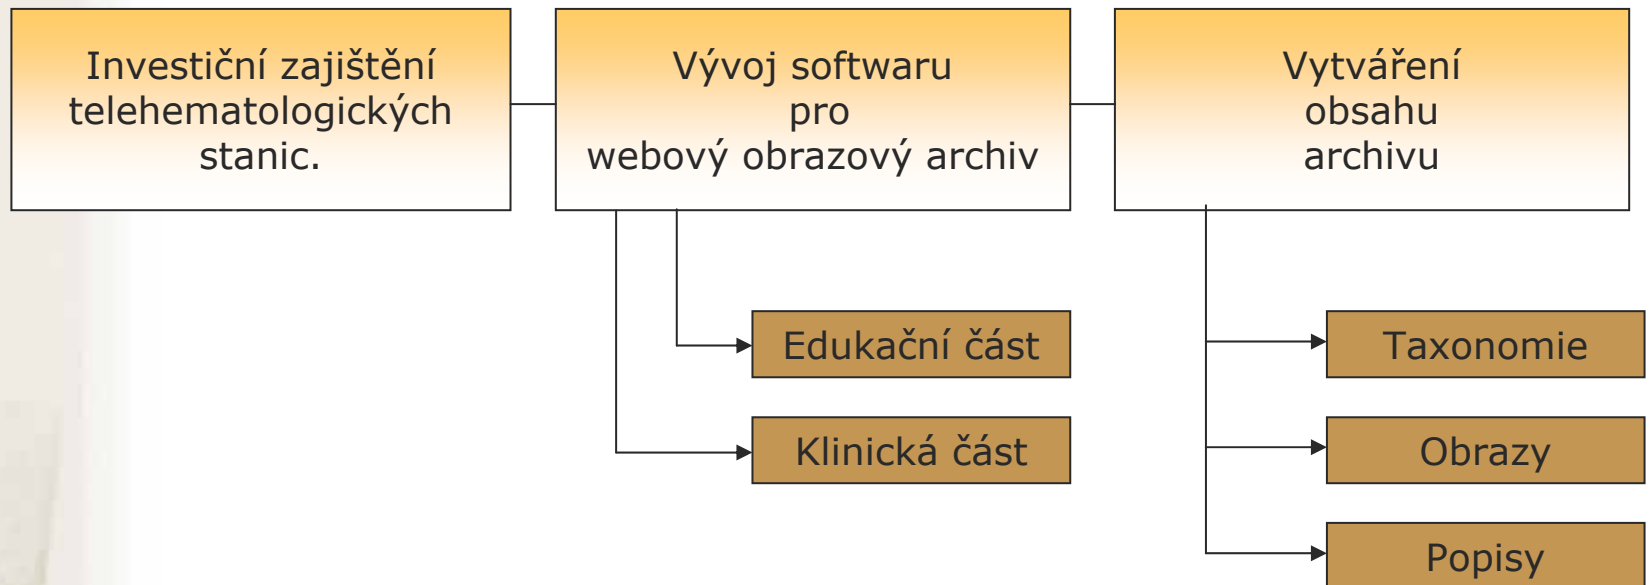 Investiční zajištění
telehematologických
stanic.
Vývoj softwaru
pro
webový obrazový archiv
Vytváření
obsahu
archivu
Edukační část
Klinická část
Taxonomie
Obrazy
Popisy